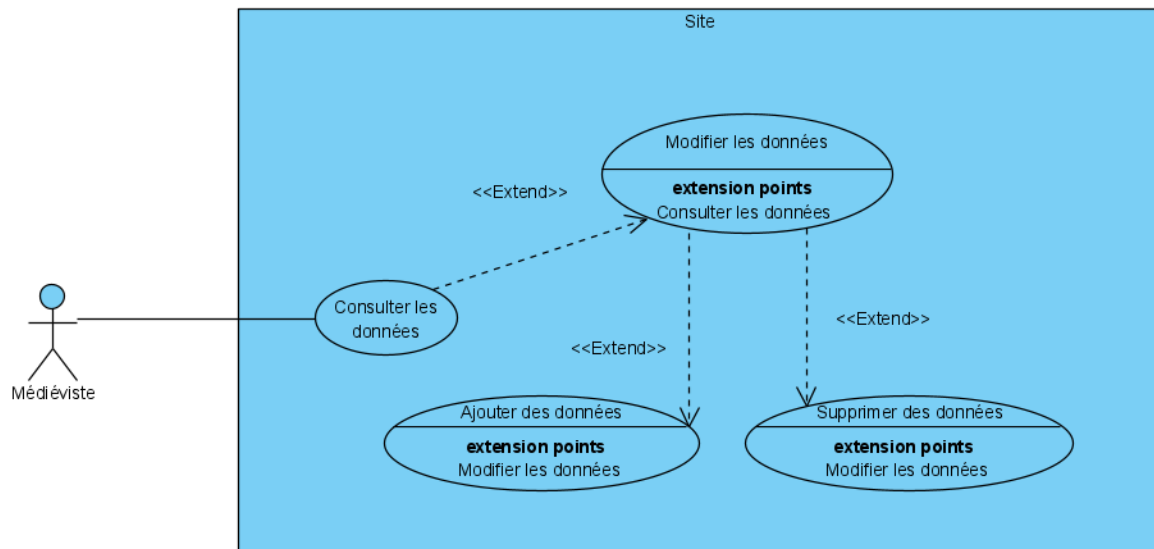 Site
Modifier les données
extension points
Consulter les données
<<Extend>>
Consulter les
données
Médiéviste
<<Extend>>
<<Extend>>
Ajouter des données
extension points
Modifier les données
Supprimer des données
extension points
Modifier les données